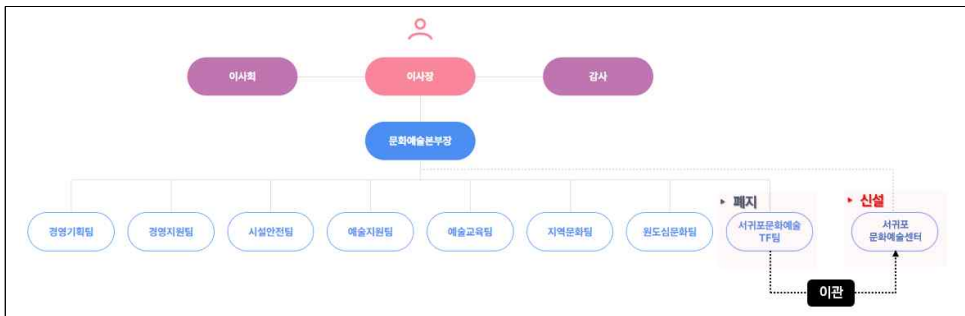 이사회
이사장
감사
문화예술본부장
▸ 폐지
▸ 신설
경영기획팀
경영지원팀
시설안전팀
예술지원팀
예술교육팀
지역문화팀
원도심문화팀
서귀포문화예술
TF팀
서귀포
문화예술센터
이관